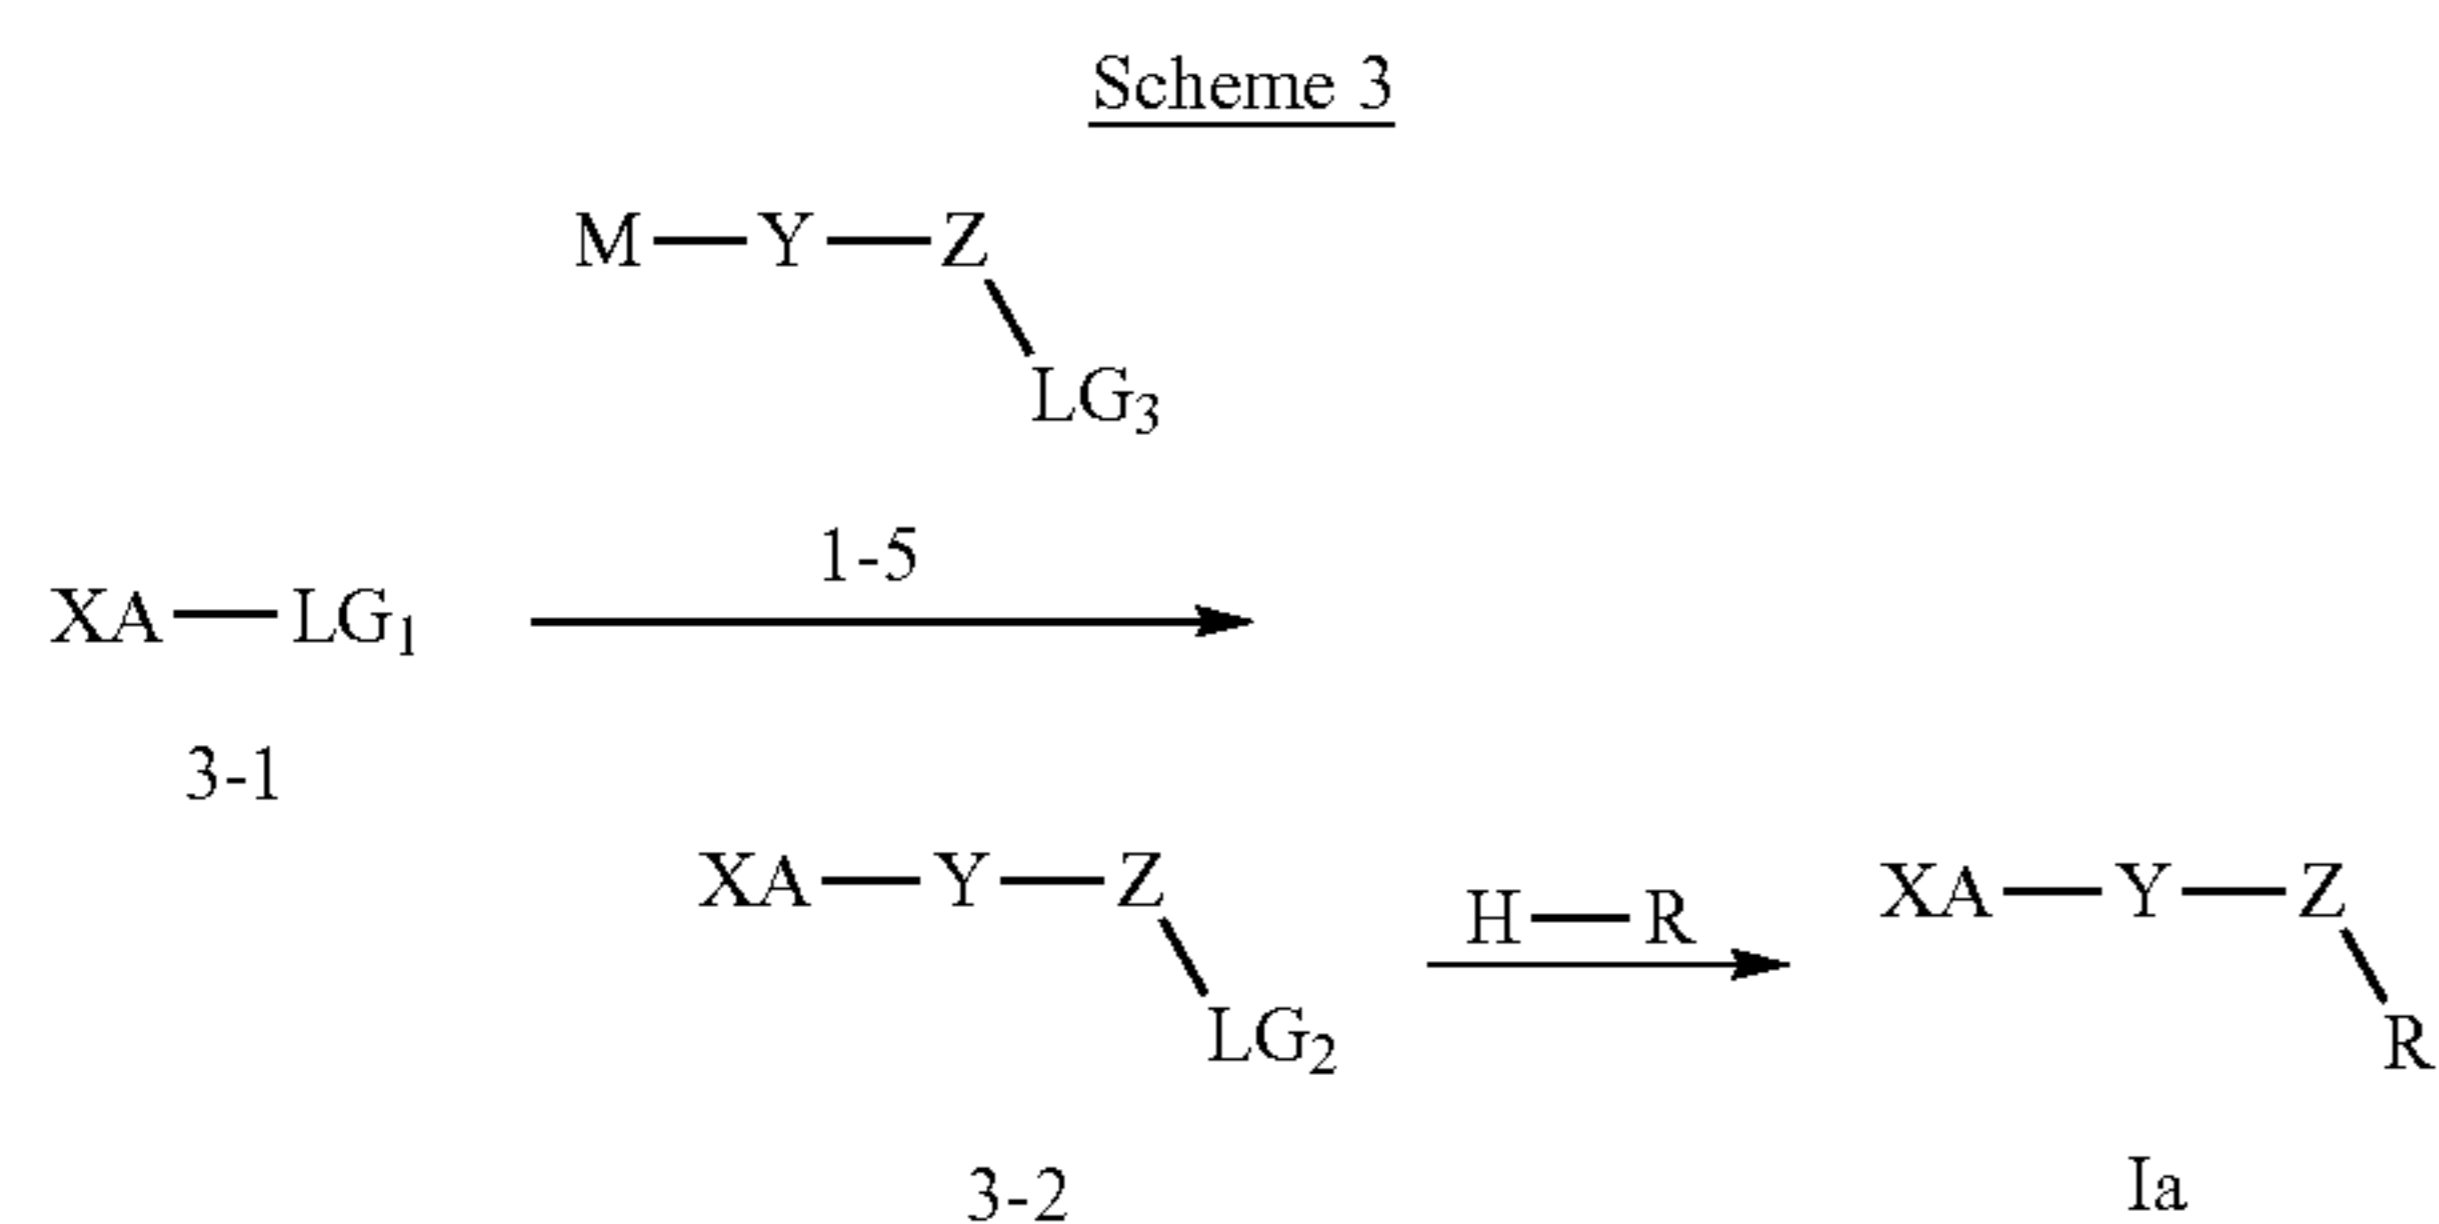 Scheme 3
M—Y—Z
LG3
1-5
XA—LG1
3-1
XA—Y—Z
LG2
3-2
H—R
XA—Y—Z
R
Ia